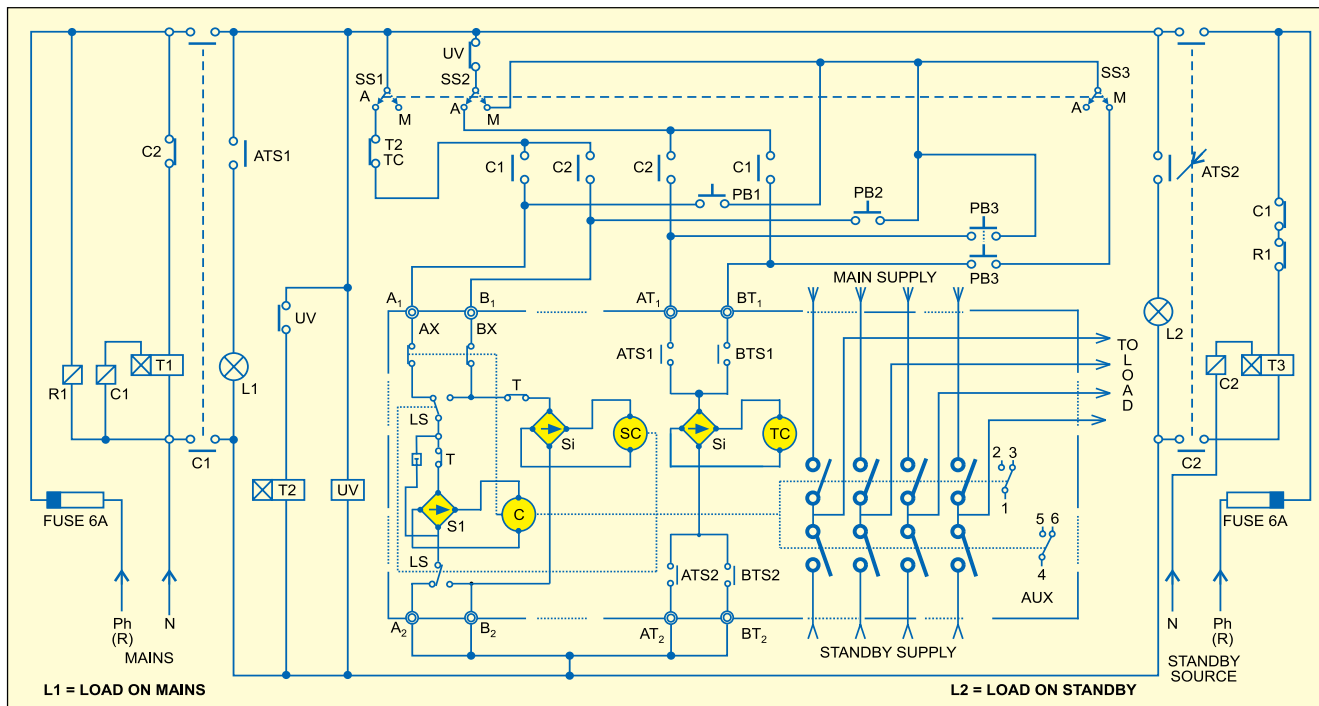 UV
SS1
SS2
SS3
A
M
A
M
A
M
C2
ATS1
T2
TC
C1
C2
C2
C1
ATS2
PB1
PB2
PB3
PB3
C1
R1
MAIN SUPPLY
A1
B1
AT1
BT1
AX
BX
ATS1
BTS1
UV
TO LOAD
L2
R1
C1
T1
L1
C2
T3
LS
T
Si
SC
Si
TC
C1
C2
T
T
2 3
1
T2
UV
S1
C
FUSE 6A
FUSE 6A
5 6
4
LS
ATS2
BTS2
AUX
Ph
(R)
N
MAINS
A2
B2
AT2
BT2
STANDBY SUPPLY
N
Ph
(R)
STANDBY
SOURCE
L1 = LOAD ON MAINS
L2 = LOAD ON STANDBY